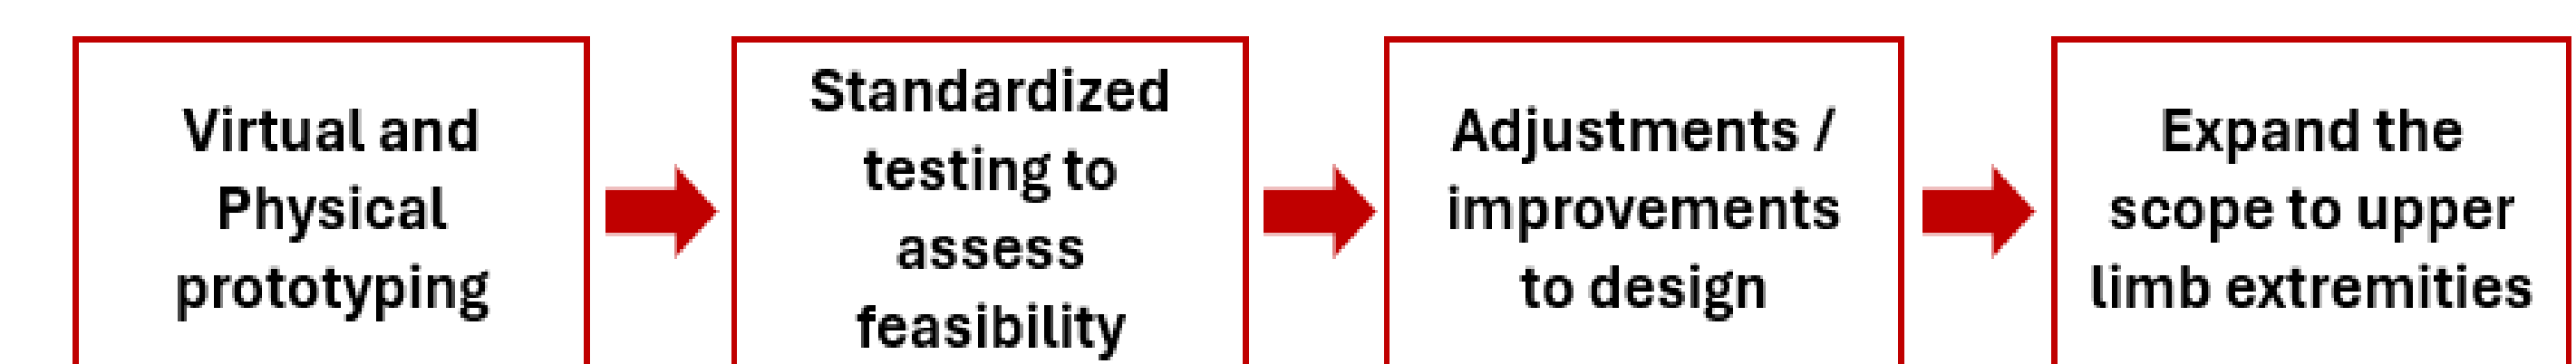 Virtual and
Physical
prototyping
Standardized
testing to
assess
feasibility
Adjustments /
improvements
to design
Expand the
scope to upper
limb extremities